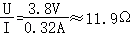 U/I = 3.8V/0.32A ≈ 11.9Ω